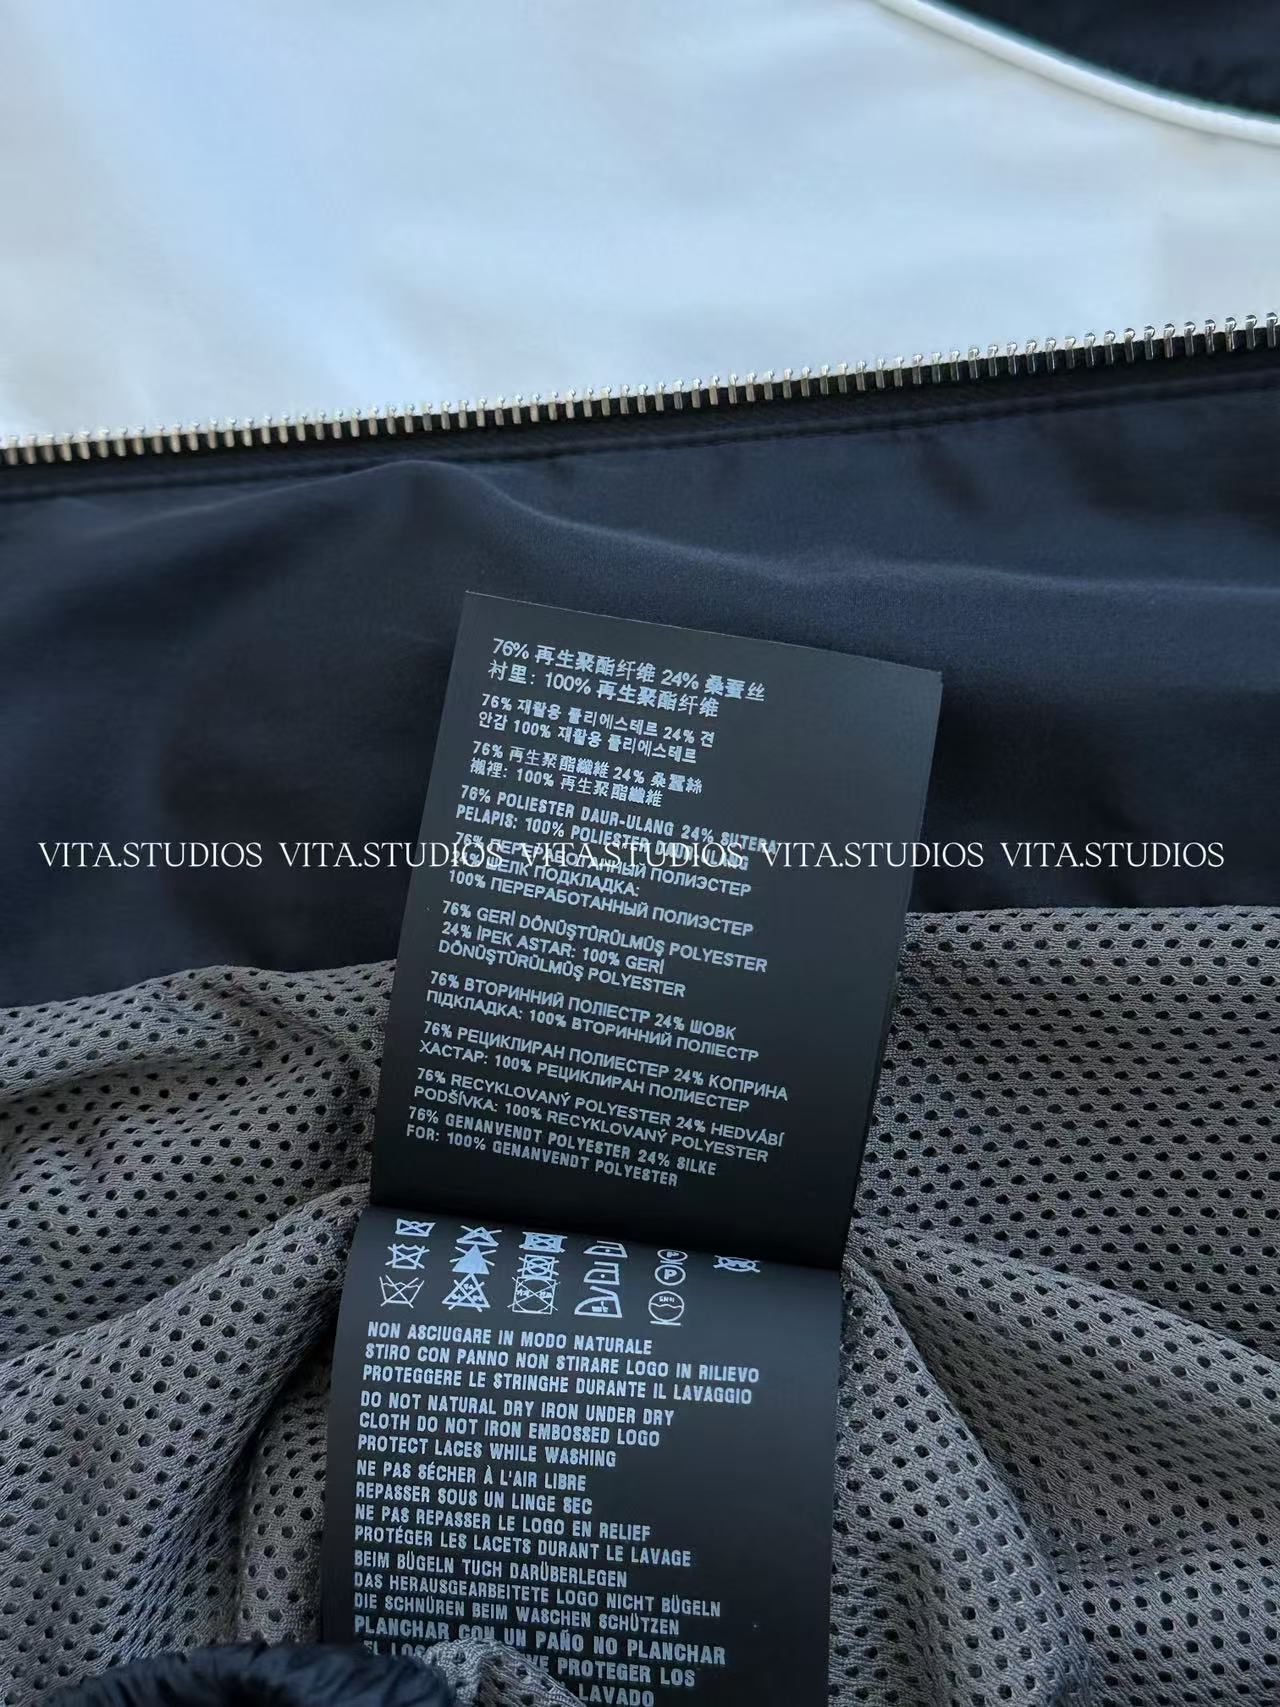 76% 再生聚酯纤维 24% 桑蚕丝
衬里: 100% 再生聚酯纤维
76% 재활용 폴리에스테르 24% 견
안감 100% 재활용 폴리에스테르
76% 再生聚酯纖維 24% 桑蠶絲
襯裡: 100% 再生聚酯纖維
76% POLIESTER DAUR-ULANG 24% SUTERA
PELAPIS: 100% POLIESTER DAUR-ULANG
VITA.STUDIOS VITA.STUDIOS VITA.STUDIOS VITA.STUDIOS VITA.STUDIOS
76% ПЕРЕРАБОТАННЫЙ ПОЛИЭСТЕР
24% ШЕЛК ПОДКЛАДКА:
100% ПЕРЕРАБОТАННЫЙ ПОЛИЭСТЕР
76% GERİ DÖNÜŞTÜRÜLMÜŞ POLYESTER
24% İPEK ASTAR: 100% GERİ
DÖNÜŞTÜRÜLMÜŞ POLYESTER
76% ВТОРИННИЙ ПОЛІЕСТР 24% ШОВК
ПІДКЛАДКА: 100% ВТОРИННИЙ ПОЛІЕСТР
76% РЕЦИКЛИРАН ПОЛИЕСТЕР 24% КОПРИНА
ХАСТАР: 100% РЕЦИКЛИРАН ПОЛИЕСТЕР
76% RECYKLOVANÝ POLYESTER 24% HEDVÁBÍ
PODŠÍVKA: 100% RECYKLOVANÝ POLYESTER
76% GENANVENDT POLYESTER 24% SILKE
FOR: 100% GENANVENDT POLYESTER
P
P
NON ASCIUGARE IN MODO NATURALE
STIRO CON PANNO NON STIRARE LOGO IN RILIEVO
PROTEGGERE LE STRINGHE DURANTE IL LAVAGGIO
DO NOT NATURAL DRY IRON UNDER DRY
CLOTH DO NOT IRON EMBOSSED LOGO
PROTECT LACES WHILE WASHING
NE PAS SÉCHER À L'AIR LIBRE
REPASSER SOUS UN LINGE SEC
NE PAS REPASSER LE LOGO EN RELIEF
PROTÉGER LES LACETS DURANT LE LAVAGE
BEIM BÜGELN TUCH DARÜBERLEGEN
DAS HERAUSGEARBEITETE LOGO NICHT BÜGELN
DIE SCHNÜREN BEIM WASCHEN SCHÜTZEN
PLANCHAR CON UN PAÑO NO PLANCHAR
PROTEGER LOS
LAVADO